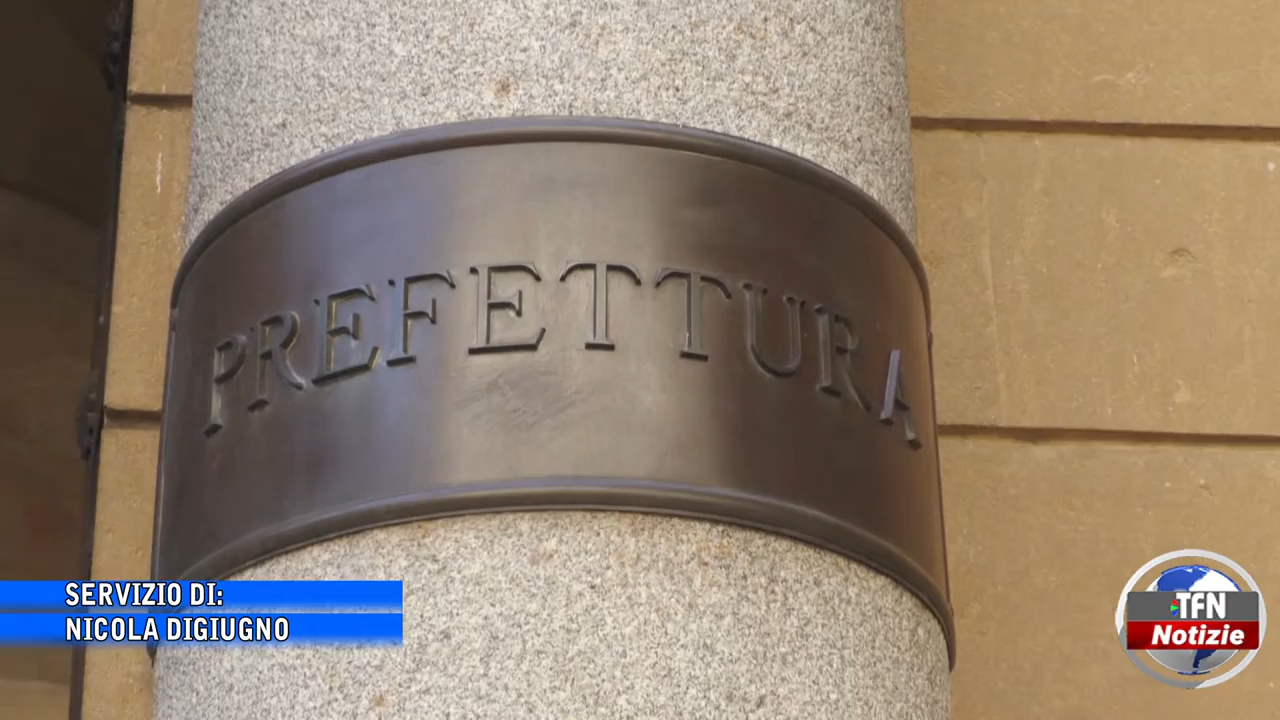 PREFETTURA
SERVIZIO DI:
NICOLA DIGIUGNO
TFN
Notizie